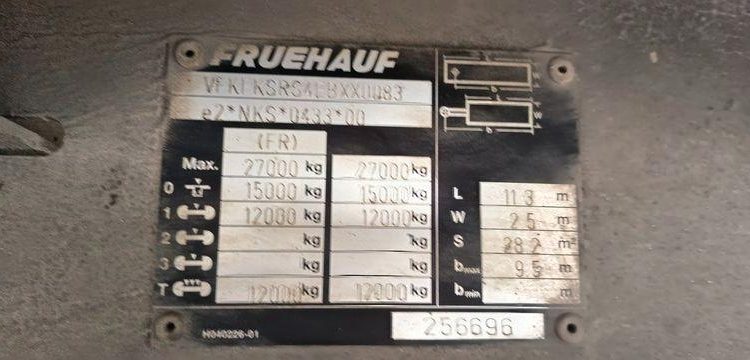 FRUEHAUF
e2*NKS*0433*00
(FR)
Max. 27000 kg 27000 kg
0 15000 kg 15000 kg
1 12000 kg 12000 kg
2 kg kg
3 kg kg
T 12000 kg 12000 kg
L 11.3 m
W 2.5 m
S 28.2 m²
bmax 9.5 m
bmin m
H040226-01
256696